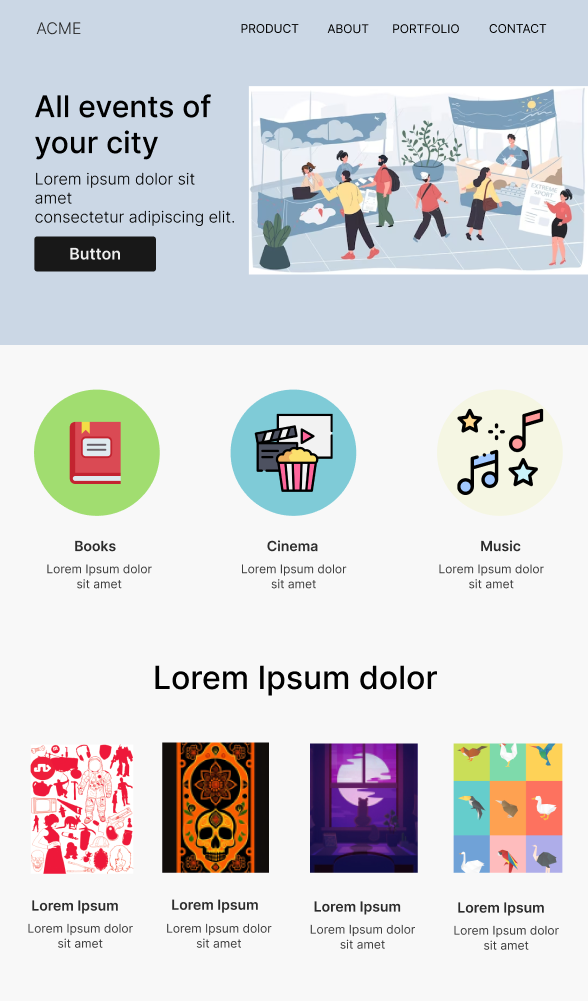 ACME
PRODUCT
ABOUT
PORTFOLIO
CONTACT
All events of
your city
Lorem ipsum dolor sit
amet
consectetur adipiscing elit.
Button
EXTREME
SPORT
Books
Cinema
Music
Lorem Ipsum dolor
sit amet
Lorem Ipsum dolor
sit amet
Lorem Ipsum dolor
sit amet
Lorem Ipsum dolor
Lorem Ipsum
Lorem Ipsum
Lorem Ipsum
Lorem Ipsum
Lorem Ipsum dolor
sit amet
Lorem Ipsum dolor
sit amet
Lorem Ipsum dolor
sit amet
Lorem Ipsum dolor
sit amet